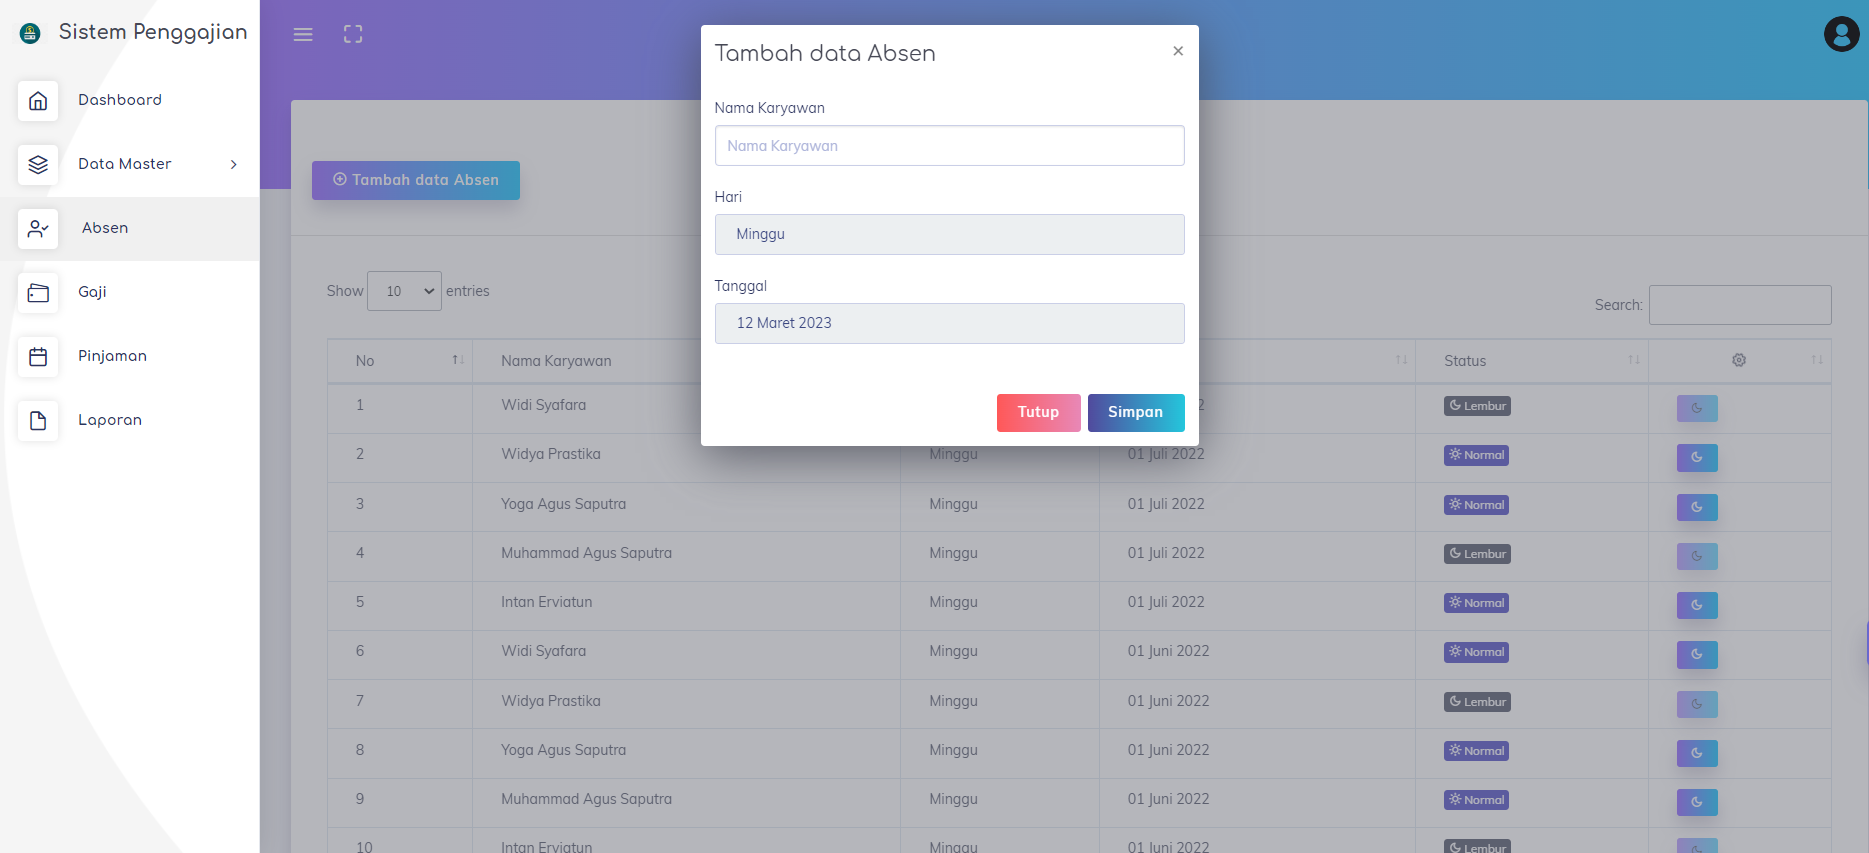 Sistem Penggajian
Dashboard
Data Master
Absen
Gaji
Pinjaman
Laporan
Tambah data Absen
Show 10 entries
Search:
Tambah data Absen
×
Nama Karyawan
Nama Karyawan
Hari
Minggu
Tanggal
12 Maret 2023
Tutup Simpan
No Nama Karyawan Status
1 Widi Syafara 2 Lembur
2 Widya Prastika Minggu 01 Juli 2022 Normal
3 Yoga Agus Saputra Minggu 01 Juli 2022 Normal
4 Muhammad Agus Saputra Minggu 01 Juli 2022 Lembur
5 Intan Erviatun Minggu 01 Juli 2022 Normal
6 Widi Syafara Minggu 01 Juni 2022 Normal
7 Widya Prastika Minggu 01 Juni 2022 Lembur
8 Yoga Agus Saputra Minggu 01 Juni 2022 Normal
9 Muhammad Agus Saputra Minggu 01 Juni 2022 Normal
10 Intan Erviatun Minggu 01 Juni 2022 Lembur